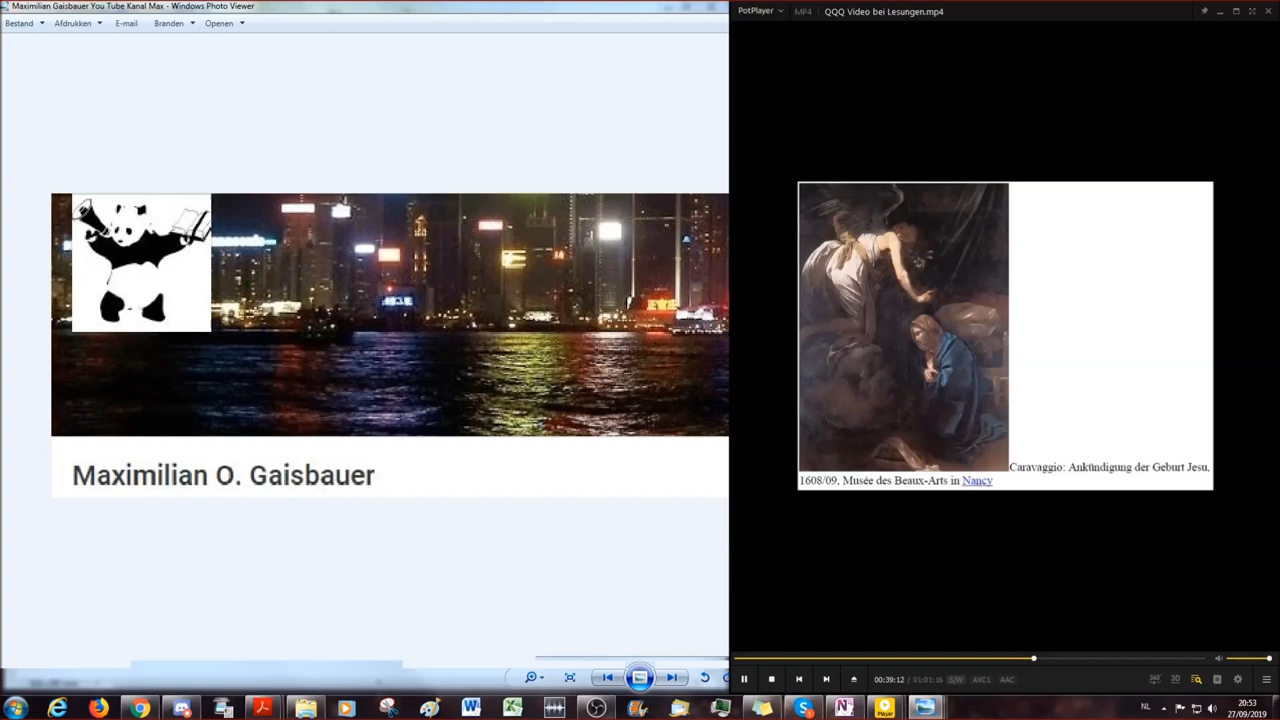 Maximilian Gaisbauer You Tube Kanal Max - Windows Photo Viewer
Bestand Afdrukken E-mail Branden Openen
Maximilian O. Gaisbauer
PotPlayer MP4 QQQ Video bei Lesungen.mp4
Caravaggio: Ankündigung der Geburt Jesu,
1608/09, Musée des Beaux-Arts in Nancy
00:39:12 / 01:01:16 S/W AVC1 AAC
360° 3D
NL 20:53
27/09/2019